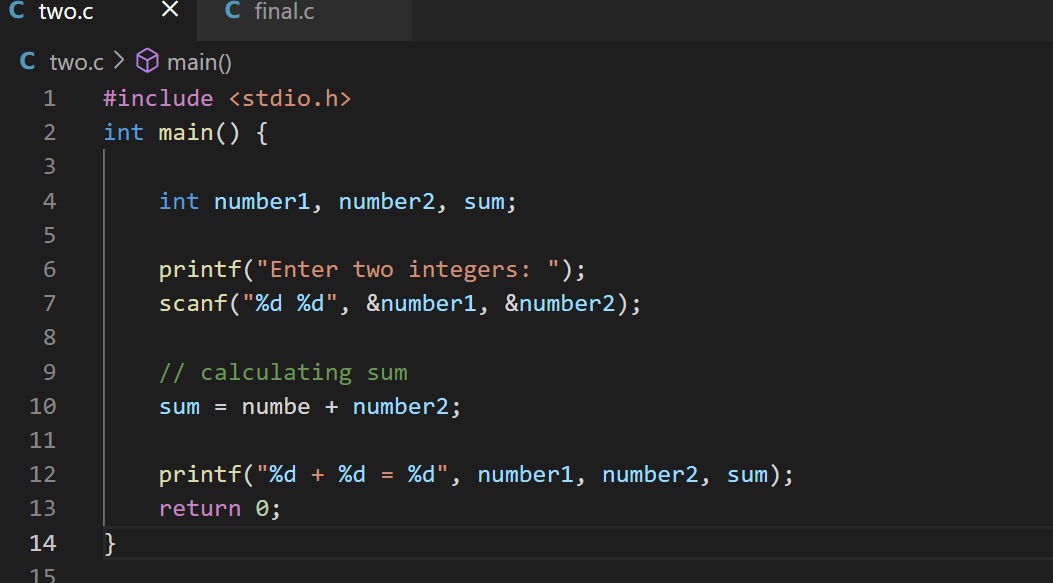 C two.c × C final.c
C two.c > main()
1 #include <stdio.h>
2 int main() {
3
4     int number1, number2, sum;
5
6     printf("Enter two integers: ");
7     scanf("%d %d", &number1, &number2);
8
9     // calculating sum
10     sum = numbe + number2;
11
12     printf("%d + %d = %d", number1, number2, sum);
13     return 0;
14 }
15